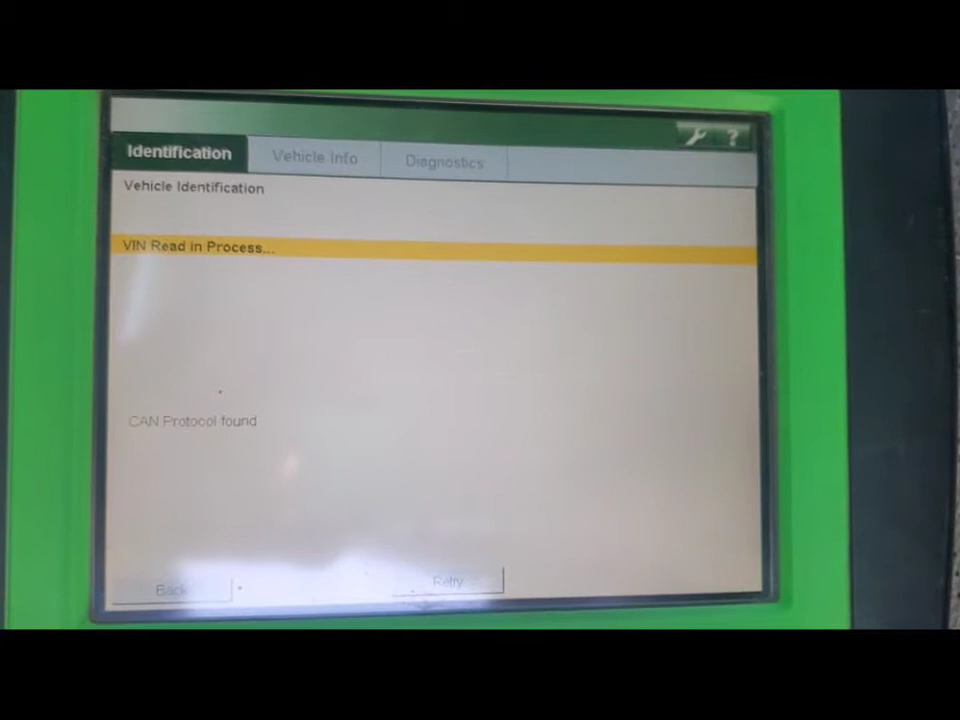 ?
Identification
Vehicle Info
Diagnostics
Vehicle Identification
VIN Read in Process...
CAN Protocol found
Back
Retry